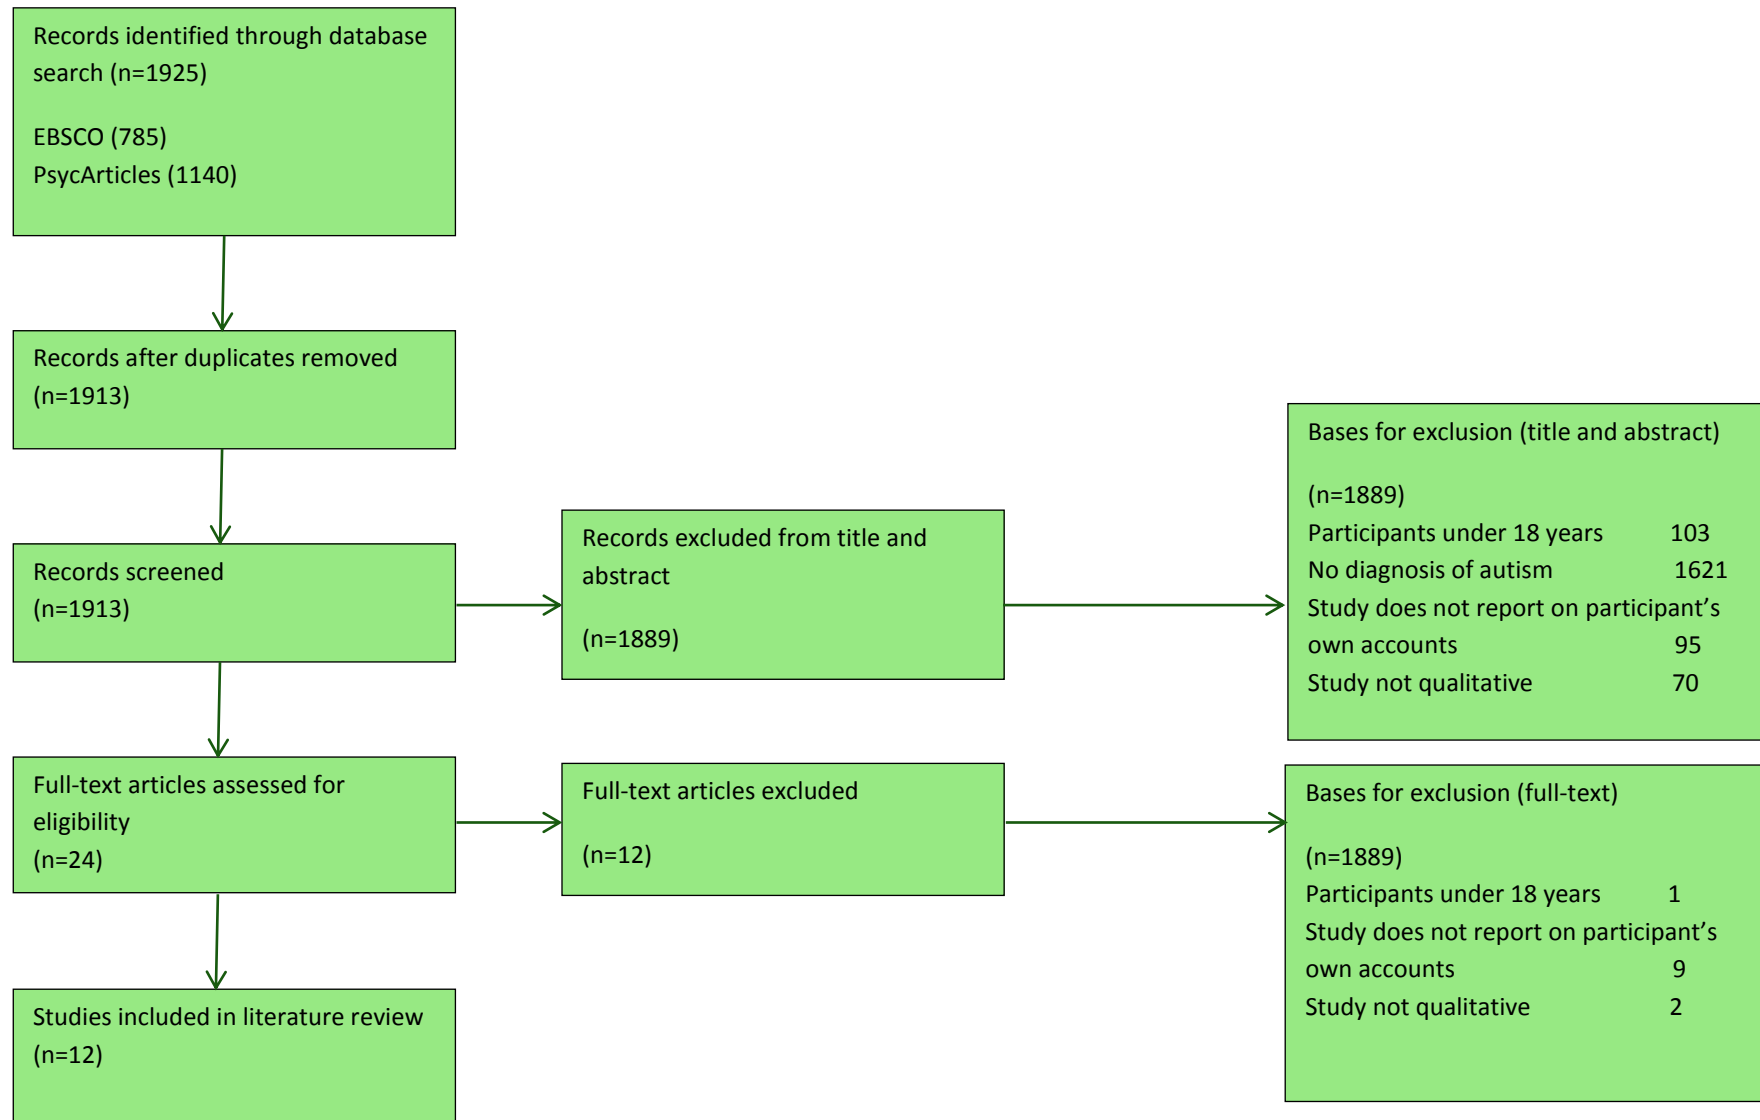 Records identified through database
search (n=1925)
EBSCO (785)
PsycArticles (1140)
Records after duplicates removed
(n=1913)
Records screened
(n=1913)
Records excluded from title and
abstract
(n=1889)
Bases for exclusion (title and abstract)
(n=1889)
Participants under 18 years 103
No diagnosis of autism 1621
Study does not report on participant’s
own accounts 95
Study not qualitative 70
Full-text articles assessed for
eligibility
(n=24)
Full-text articles excluded
(n=12)
Bases for exclusion (full-text)
(n=1889)
Participants under 18 years 1
Study does not report on participant’s
own accounts 9
Study not qualitative 2
Studies included in literature review
(n=12)